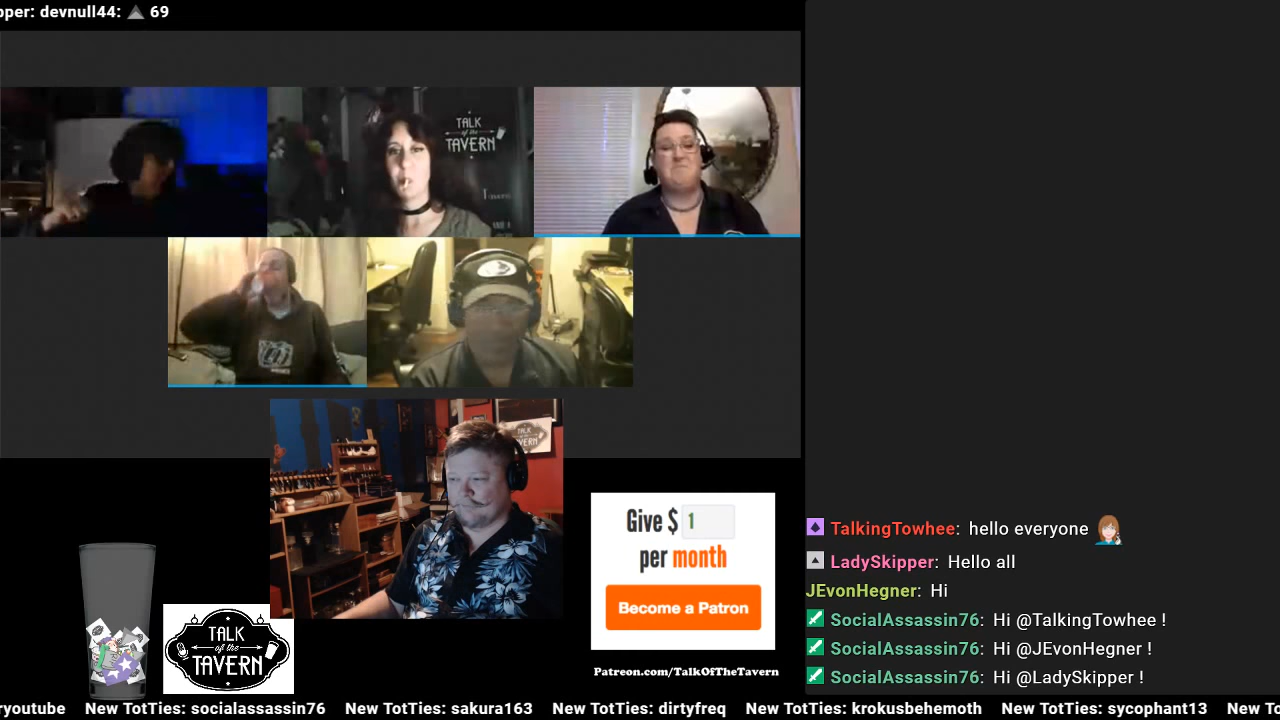 pper: devnull44: 69
TALK
of the
TAVERN
TALK
TAVERN
Give $ 1
per month
Become a Patron
Patreon.com/TalkOfTheTavern
TALK
of the
TAVERN
TalkingTowhee: hello everyone
LadySkipper: Hello all
JEvonHegner: Hi
SocialAssassin76: Hi @TalkingTowhee !
SocialAssassin76: Hi @JEvonHegner !
SocialAssassin76: Hi @LadySkipper !
ryoutube New TotTies: socialassassin76 New TotTies: sakura163 New TotTies: dirtyfreq New TotTies: krokusbehemoth New TotTies: sycophant13 New To